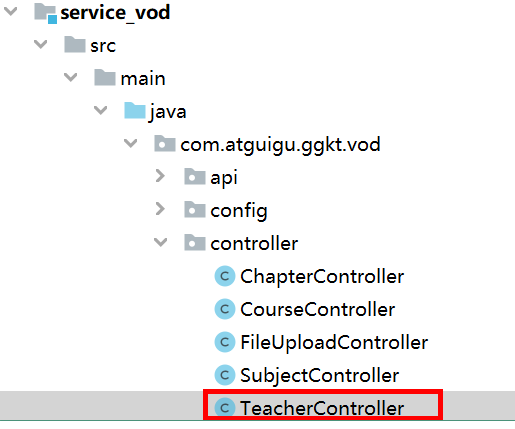 service_vod
src
main
java
com.atguigu.ggkt.vod
api
config
controller
C ChapterController
C CourseController
C FileUploadController
C SubjectController
C TeacherController